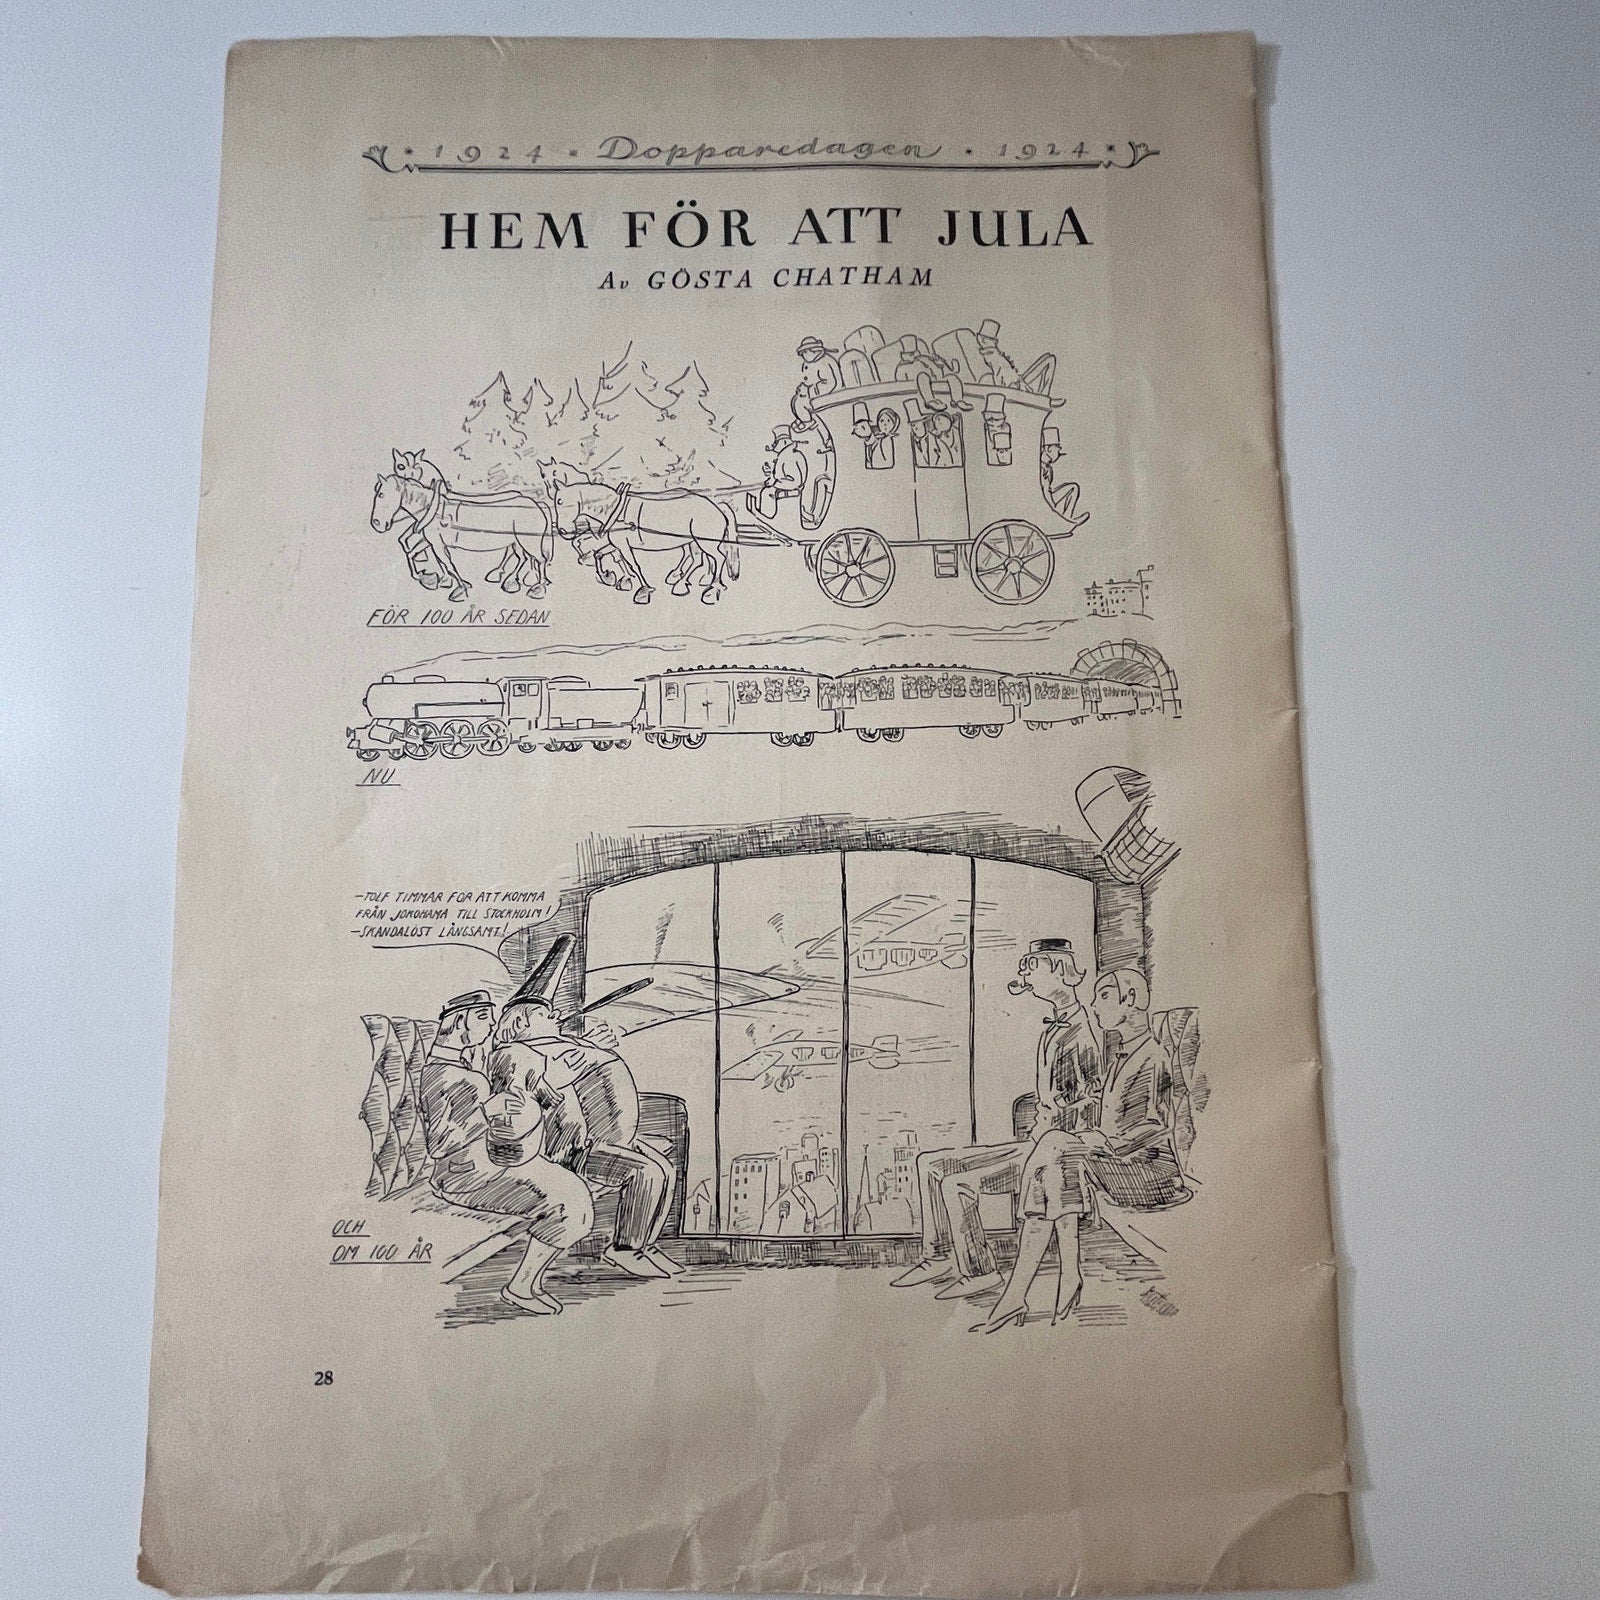 1924 • Dopparedagen • 1924
HEM FÖR ATT JULA
Av GÖSTA CHATHAM
FÖR 100 ÅR SEDAN
NU
-TOLF TIMMAR FOR ATT KOMMA
FRÅN JOKOHAMA TILL STOCKHOLM!
-SKANDALÖST LÅNGSAMT!
OCH
OM 100 ÅR
28